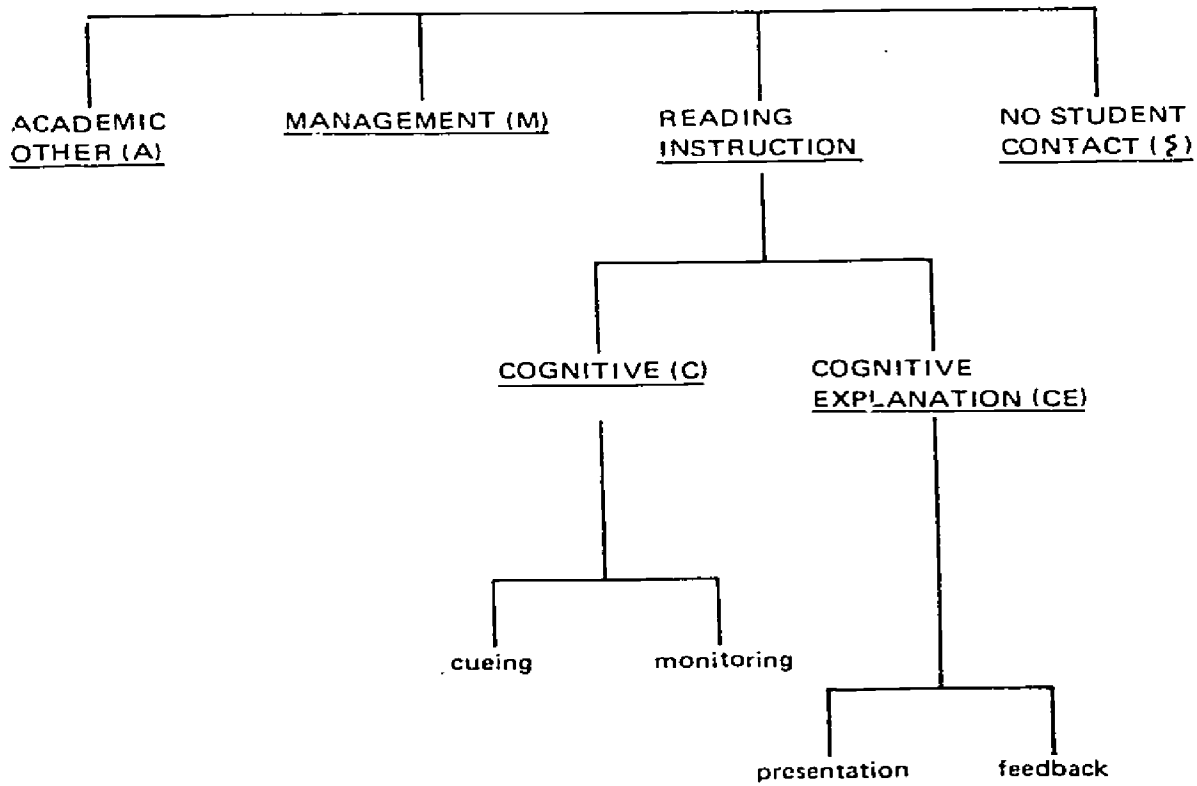 ACADEMIC
OTHER (A)
MANAGEMENT (M)
READING
INSTRUCTION
NO STUDENT
CONTACT (S)
COGNITIVE (C)
COGNITIVE
EXPLANATION (CE)
cueing
monitoring
presentation
feedback